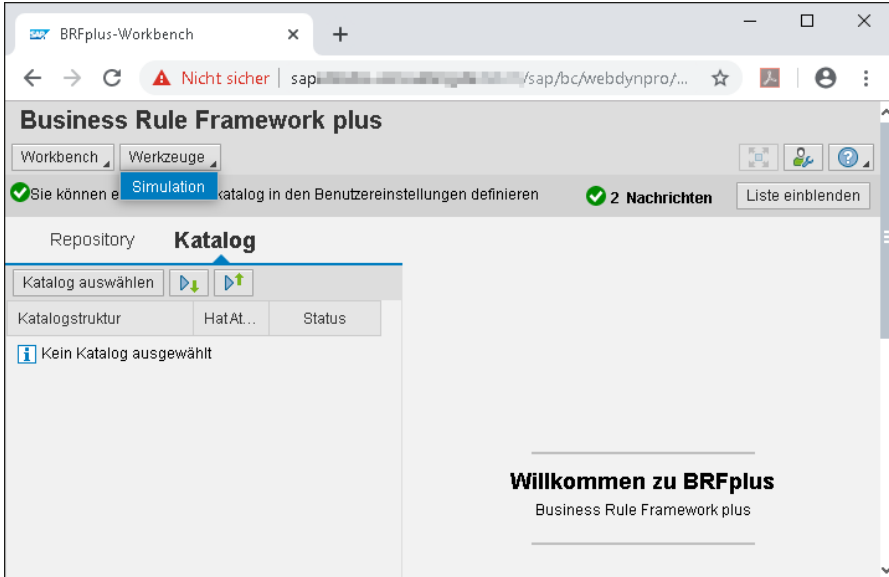 SAP BRFplus-Workbench
Nicht sicher sap /sap/bc/webdynpro/...
Business Rule Framework plus
Workbench Werkzeuge
Simulation
Sie können e katalog in den Benutzereinstellungen definieren 2 Nachrichten Liste einblenden
Repository Katalog
Katalog auswählen
Katalogstruktur HatAt... Status
Kein Katalog ausgewählt
Willkommen zu BRFplus
Business Rule Framework plus